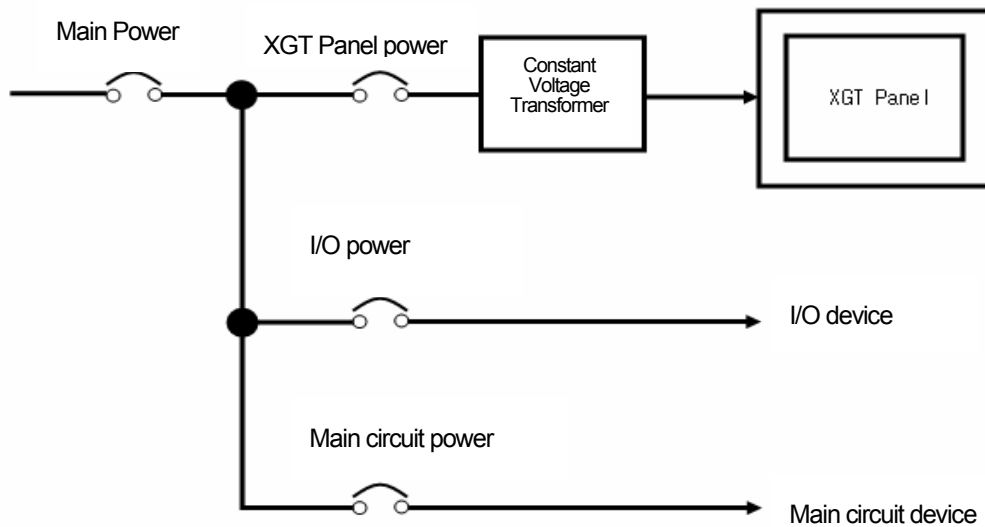 Main Power
XGT Panel power
Constant
Voltage
Transformer
XGT Panel
I/O power
I/O device
Main circuit power
Main circuit device